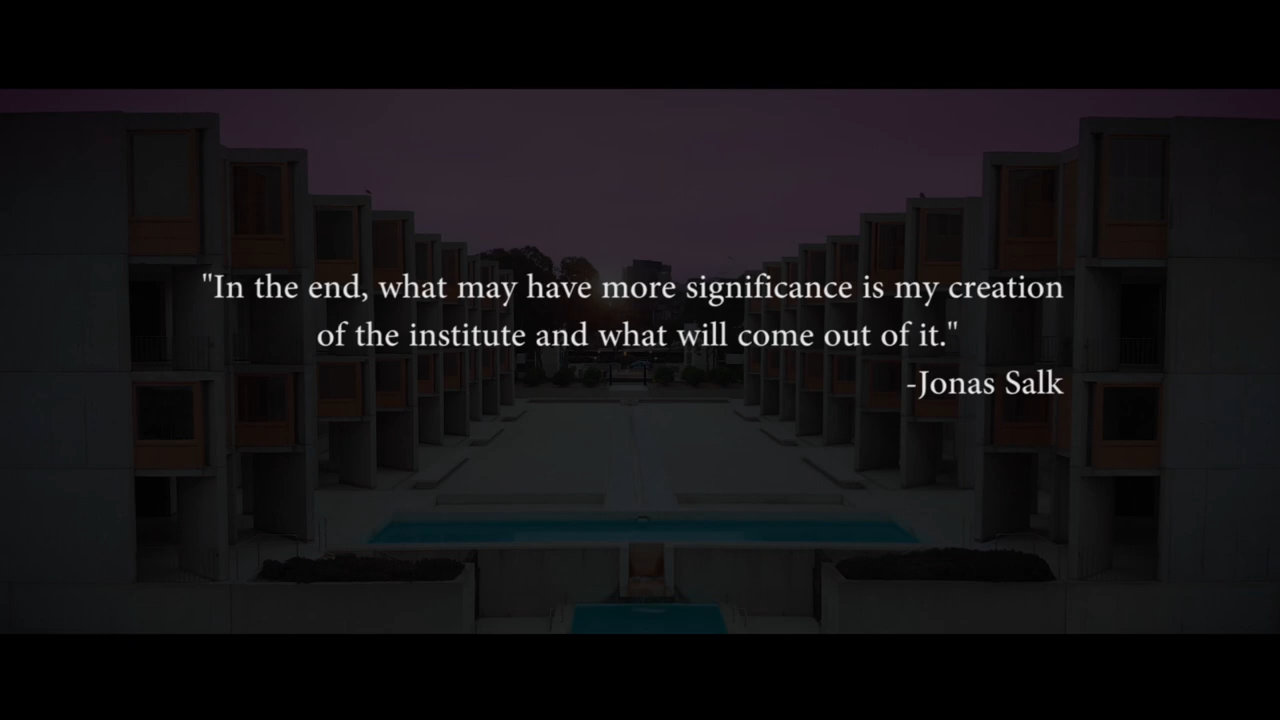 "In the end, what may have more significance is my creation
of the institute and what will come out of it."
-Jonas Salk